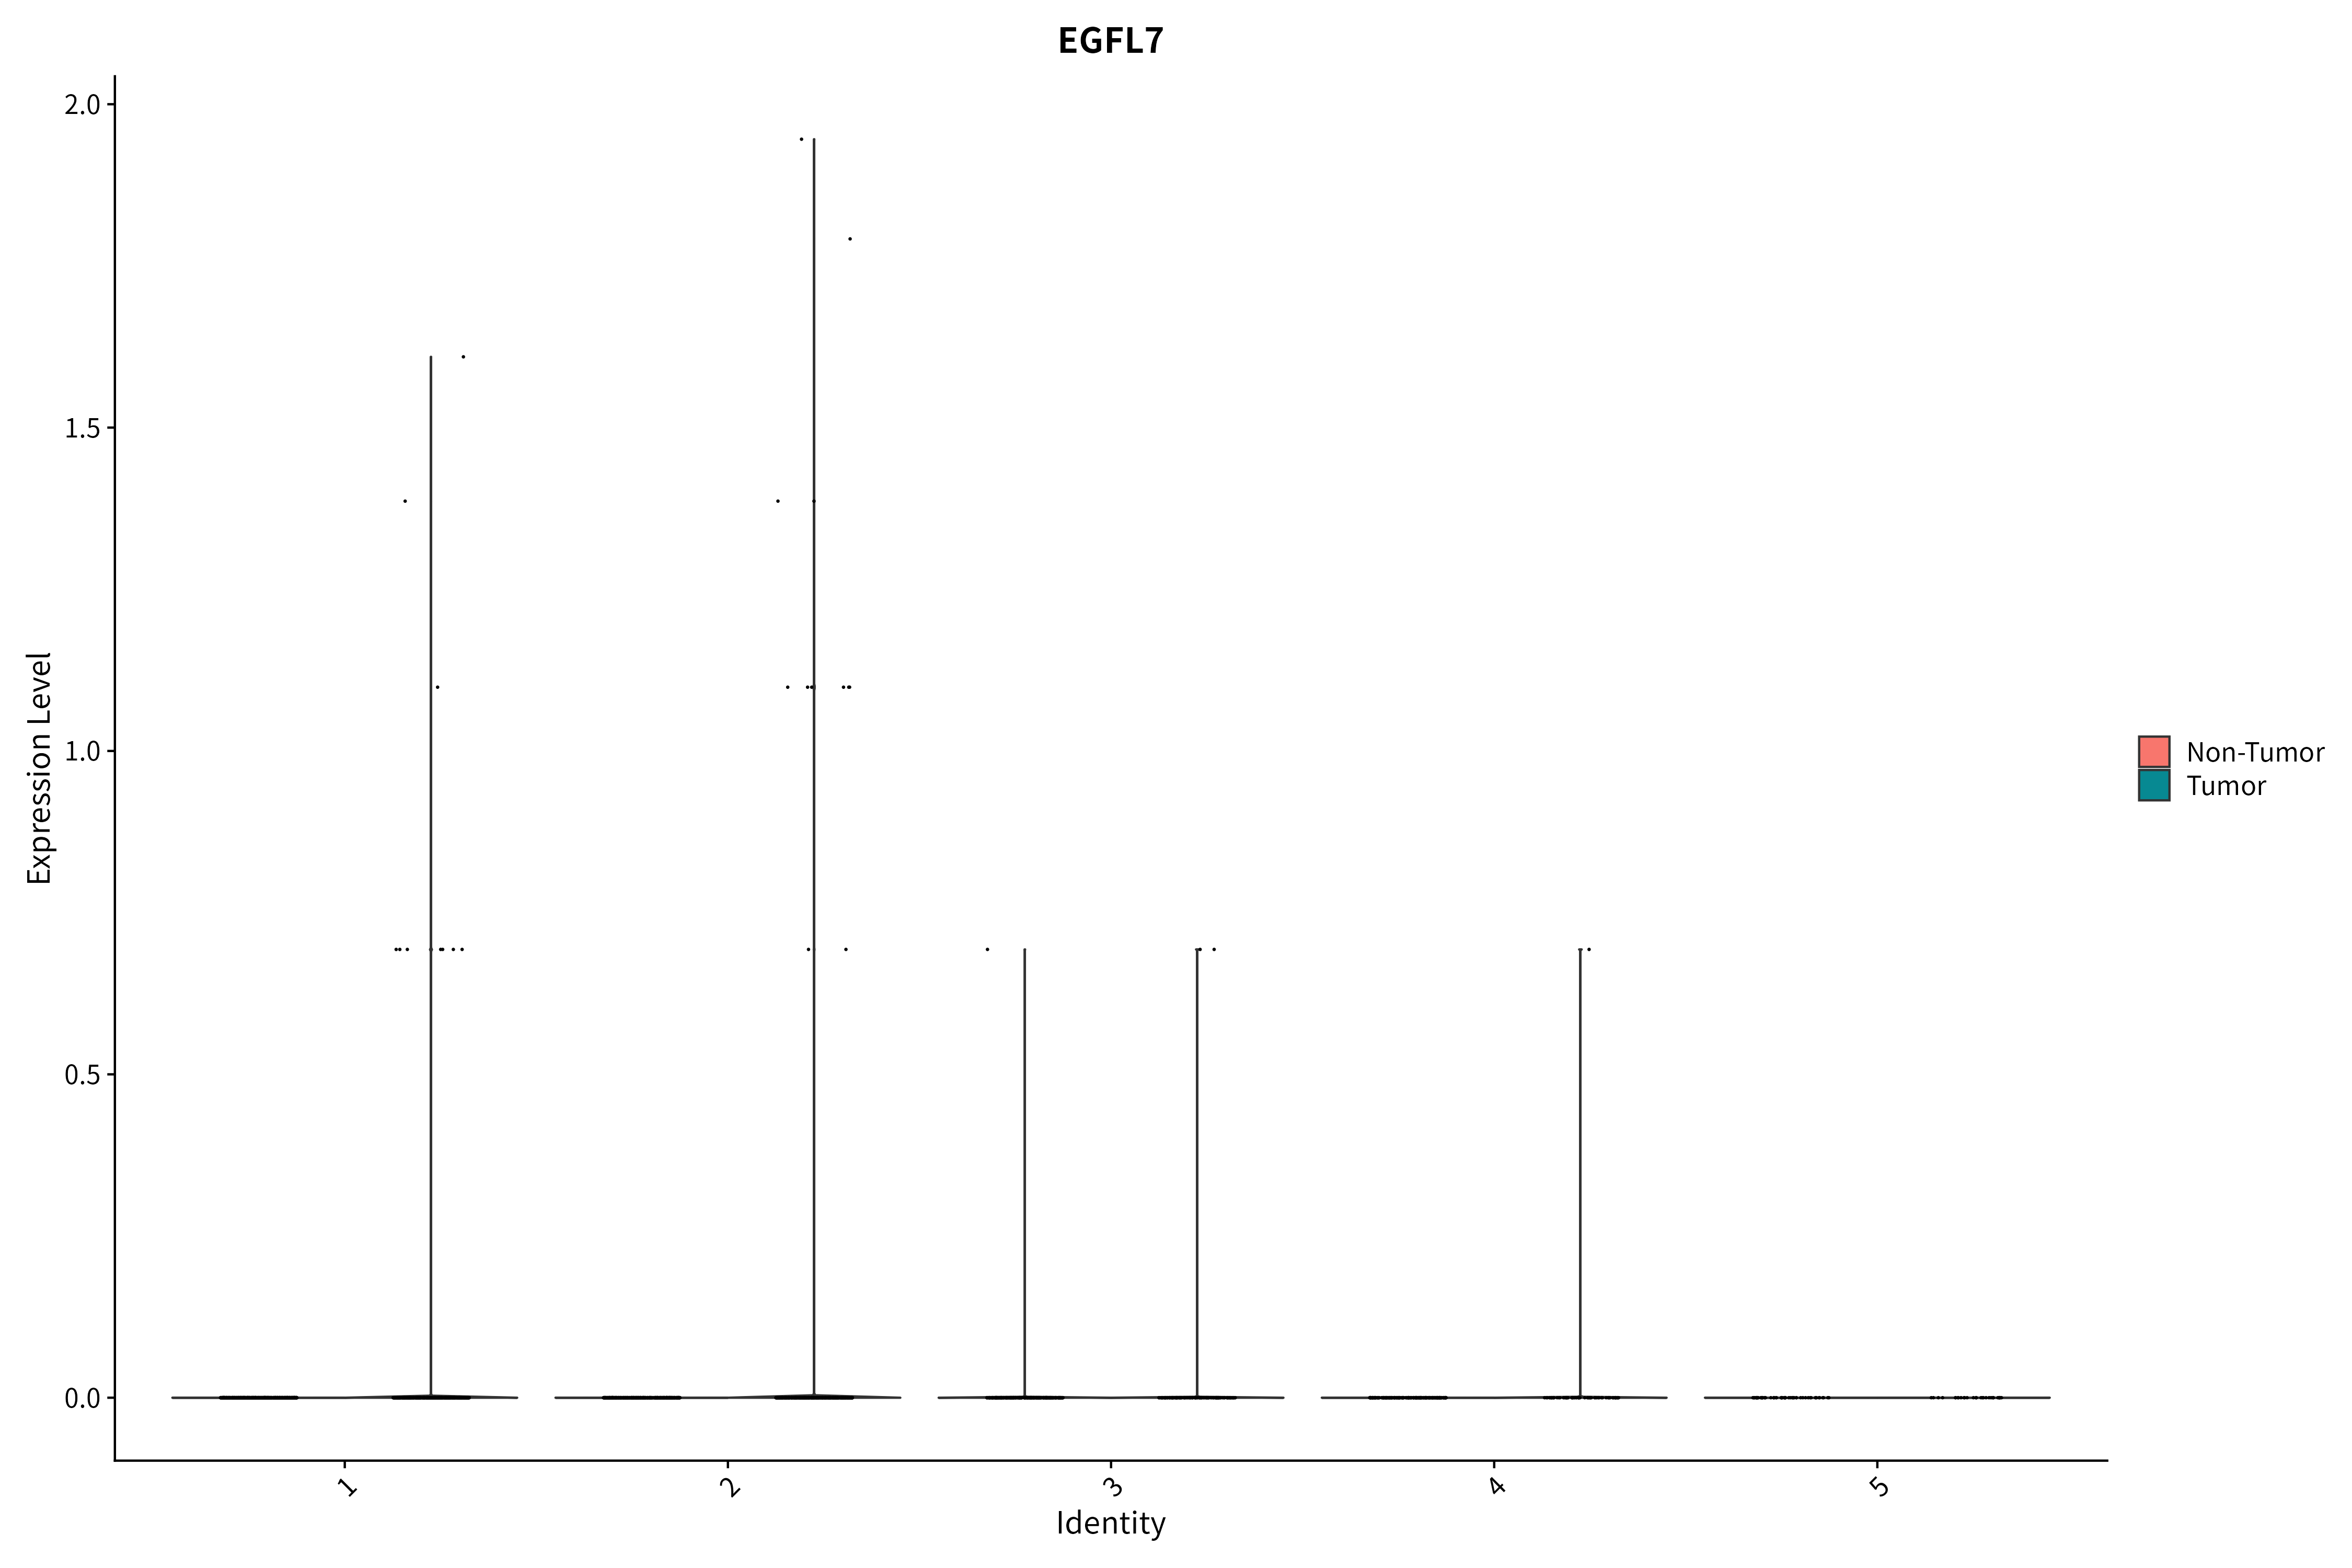 EGFL7
2.0
1.5
1.0
0.5
0.0
Expression Level
1
2
3
4
5
Identity
Non-Tumor
Tumor